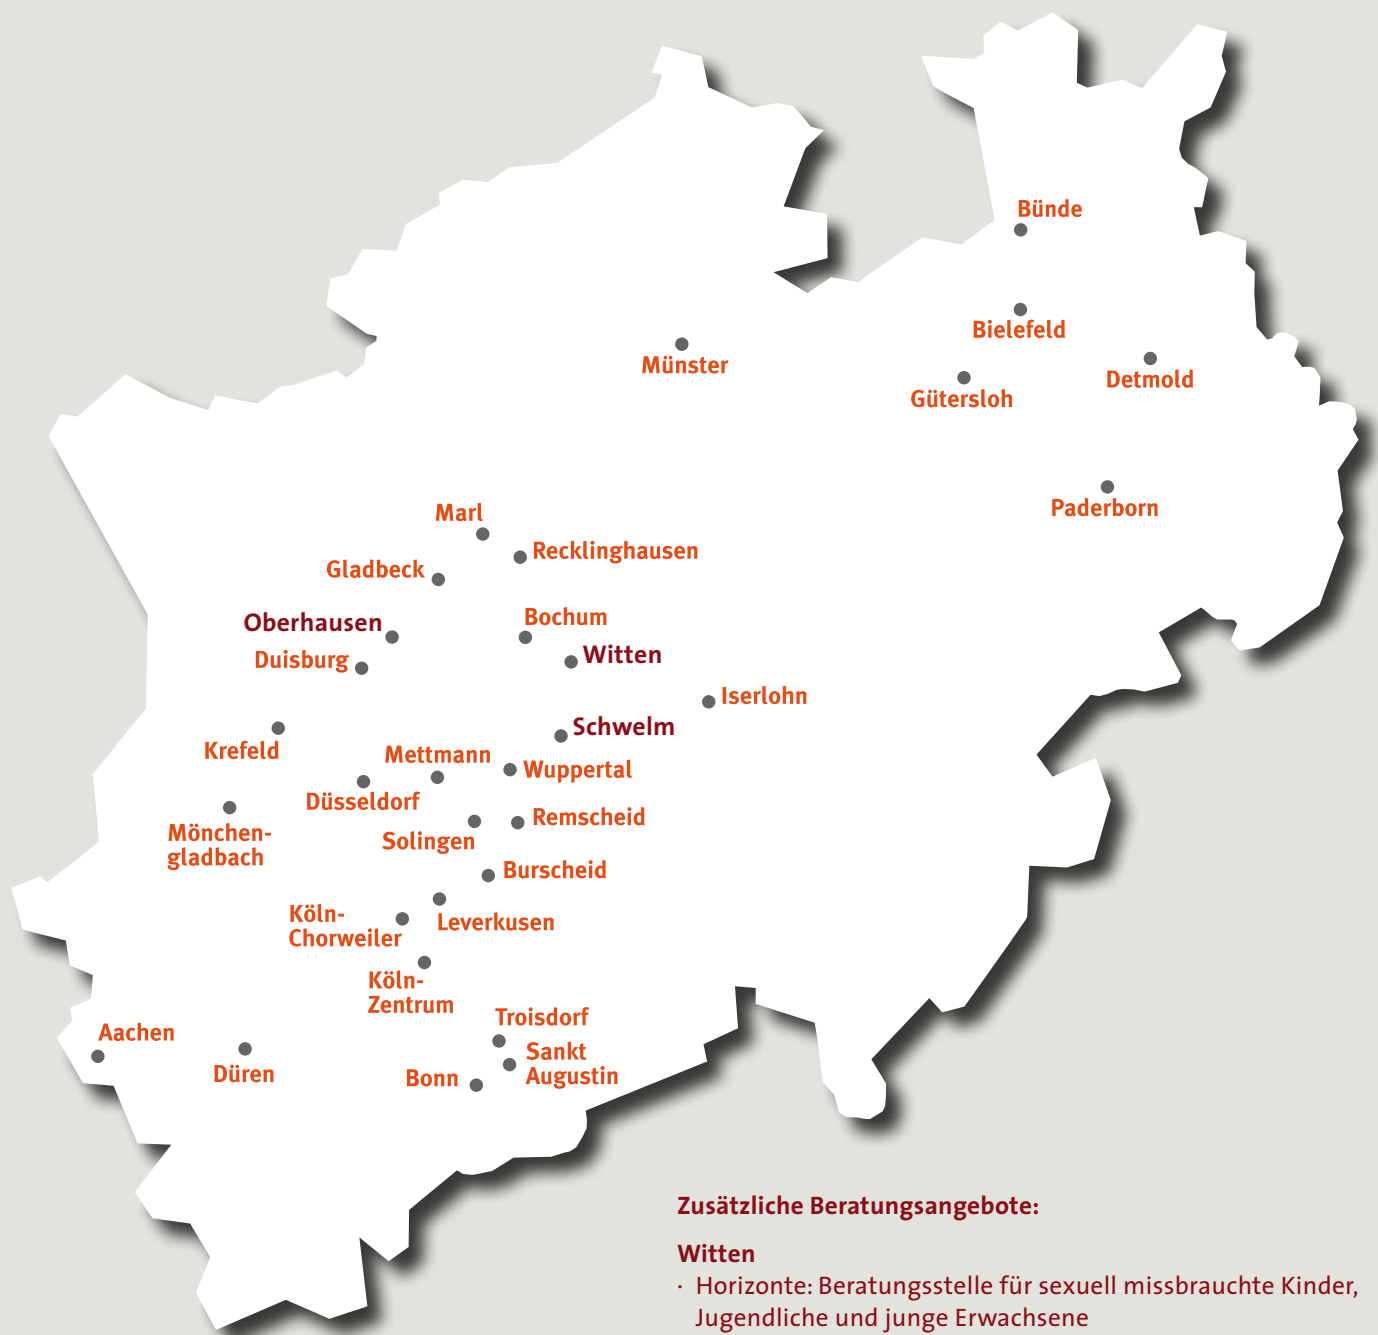 Bünde
Bielefeld
Münster
Detmold
Gütersloh
Paderborn
Marl
Recklinghausen
Gladbeck
Oberhausen
Bochum
Duisburg
Witten
Iserlohn
Schwelm
Krefeld
Mettmann
Wuppertal
Düsseldorf
Remscheid
Mönchen-
gladbach
Solingen
Burscheid
Köln-
Chorweiler
Leverkusen
Köln-
Zentrum
Troisdorf
Aachen
Sankt
Augustin
Düren
Bonn
Zusätzliche Beratungsangebote:
Witten
· Horizonte: Beratungsstelle für sexuell missbrauchte Kinder,
Jugendliche und junge Erwachsene